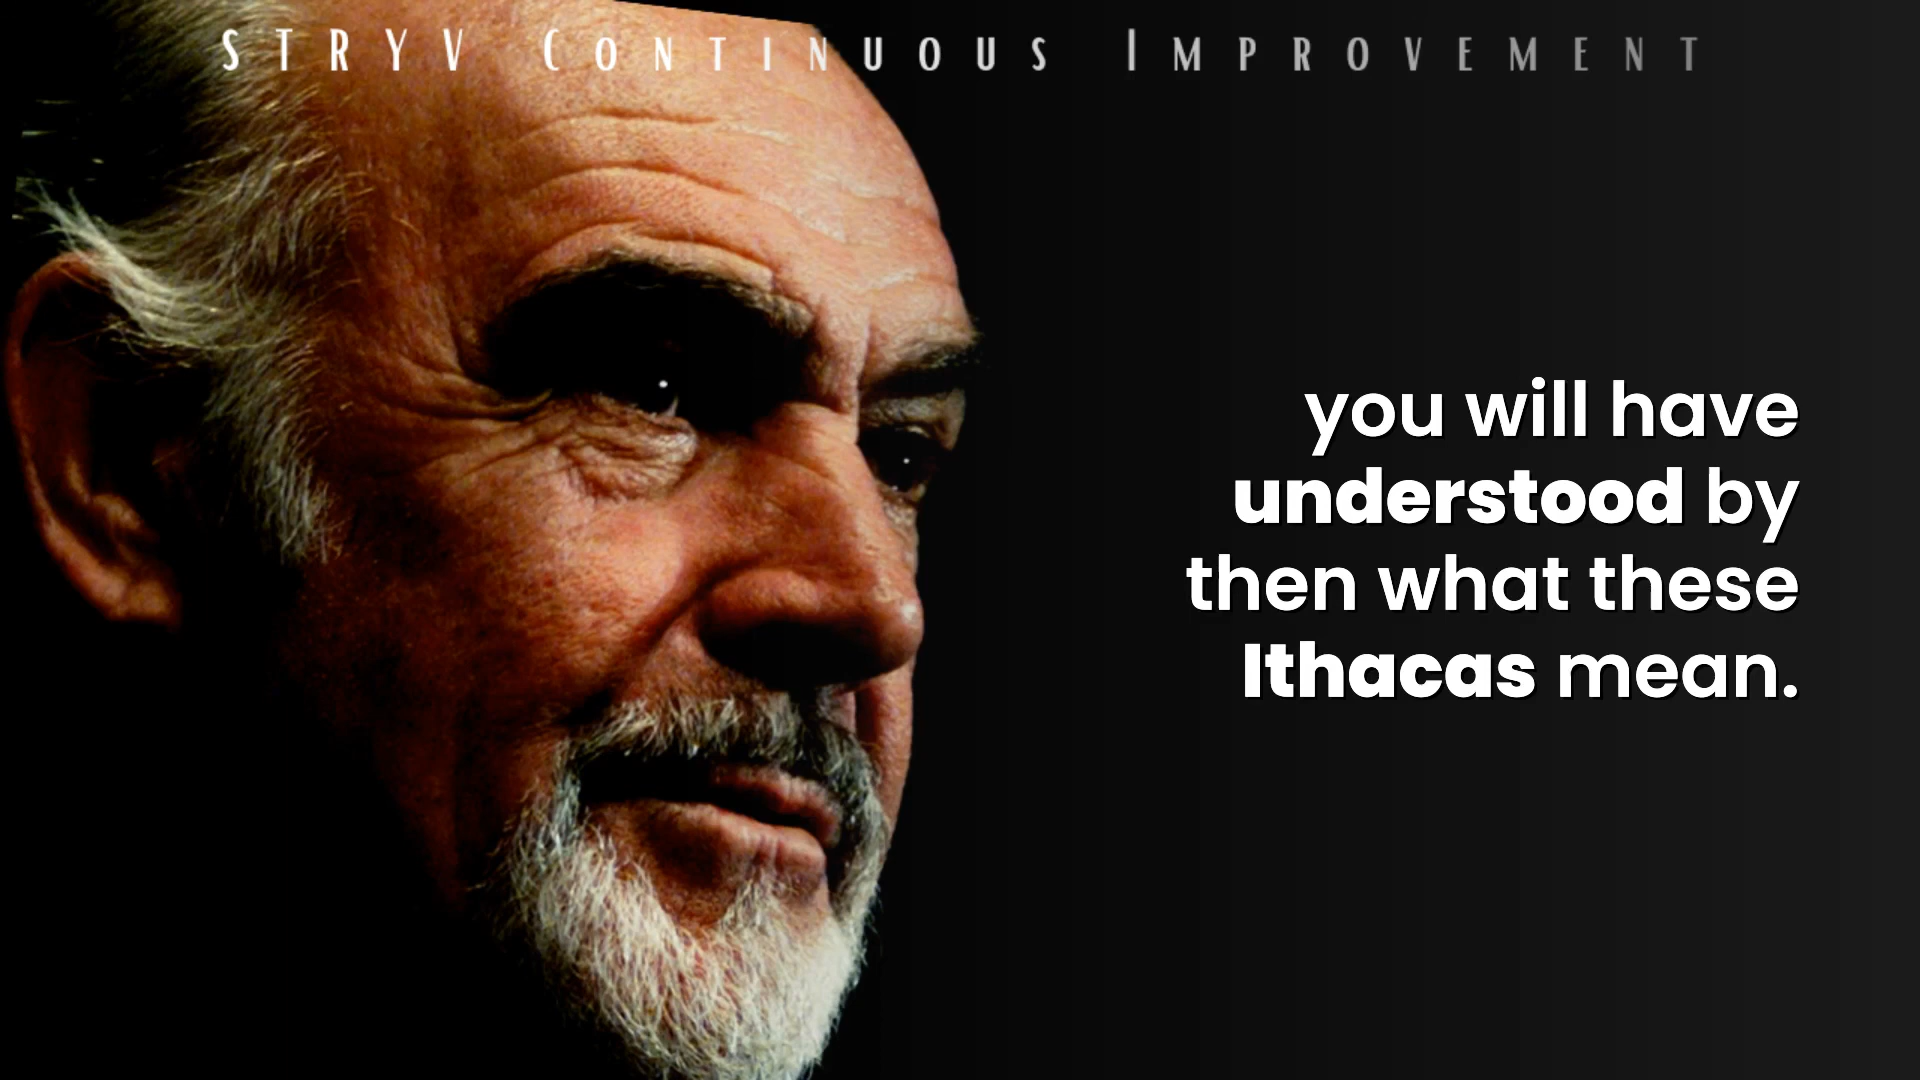 STRYV CONTINUOUS IMPROVEMENT
you will have
understood by
then what these
Ithacas mean.